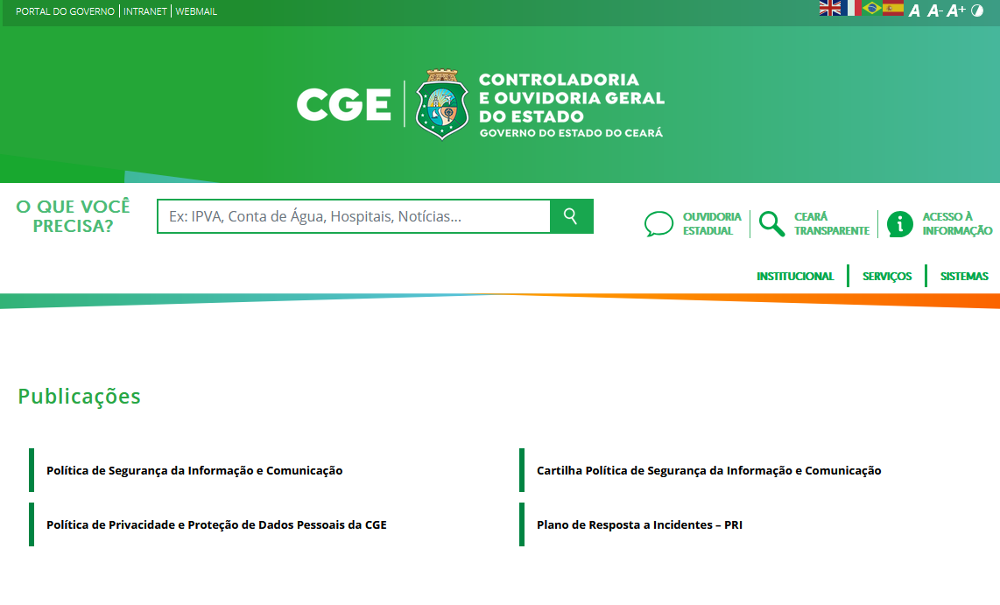 PORTAL DO GOVERNO | INTRANET | WEBMAIL
A A- A+
CGE
CONTROLADORIA
E OUVIDORIA GERAL
DO ESTADO
GOVERNO DO ESTADO DO CEARÁ
O QUE VOCÊ
PRECISA?
Ex: IPVA, Conta de Água, Hospitais, Notícias...
OUVIDORIA
ESTADUAL
CEARÁ
TRANSPARENTE
ACESSO À
INFORMAÇÃO
INSTITUCIONAL
SERVIÇOS
SISTEMAS
Publicações
Política de Segurança da Informação e Comunicação
Cartilha Política de Segurança da Informação e Comunicação
Política de Privacidade e Proteção de Dados Pessoais da CGE
Plano de Resposta a Incidentes – PRI